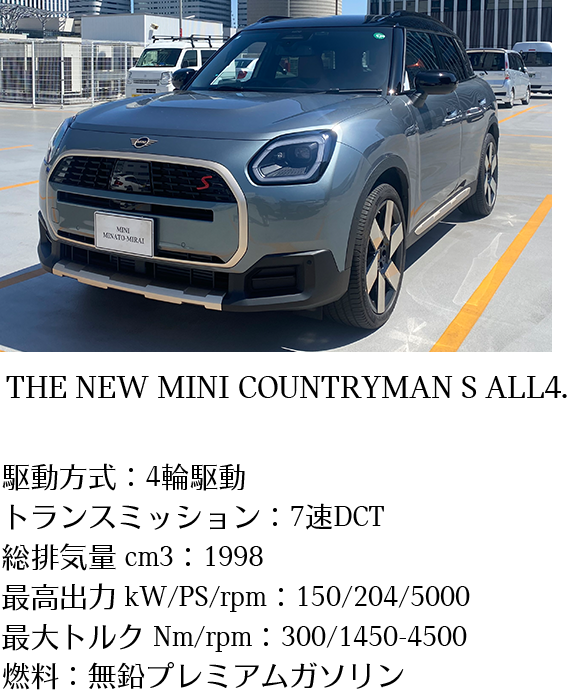 S
MINI
MINATO-MIRAI
THE NEW MINI COUNTRYMAN S ALL4.
駆動方式：4輪駆動
トランスミッション：7速DCT
総排気量 cm3：1998
最高出力 kW/PS/rpm：150/204/5000
最大トルク Nm/rpm：300/1450-4500
燃料：無鉛プレミアムガソリン